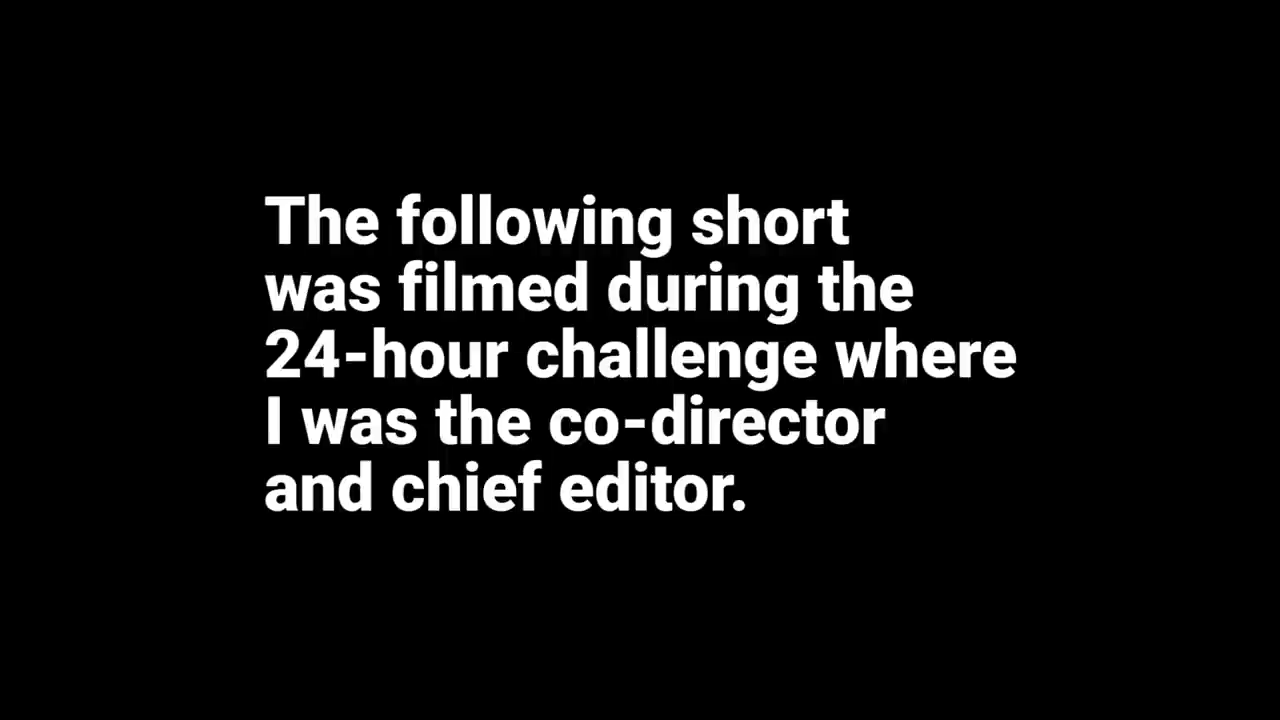 The following short
was filmed during the
24-hour challenge where
I was the co-director
and chief editor.